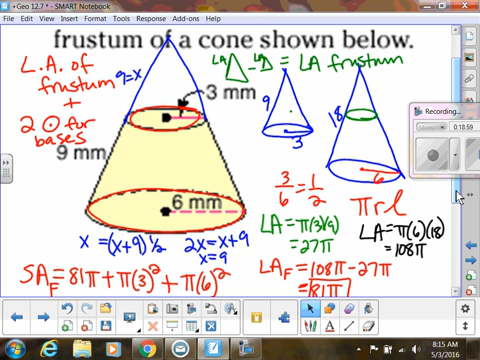 +Geo 12.7 * - SMART Notebook
File Edit View Insert Format Tools Add-ons Response Help
frustum of a cone shown below.
L.A. of
frustum
+
2 ⊙ for
bases
9=x
3 mm
9 mm
6 mm
LA △ - LA △ = LA frustum
9
3
18
6
3/6 = 1/2
πrl
LA = π(3)(9)
= 27π
LA = π(6)(18)
= 108π
x = (x+9) 1/2
2x = x+9
x = 9
LA_F = 108π - 27π
= 81π
SA_F = 81π + π(3)² + π(6)²
Recording...
00:18:59
8:15 AM
5/3/2016